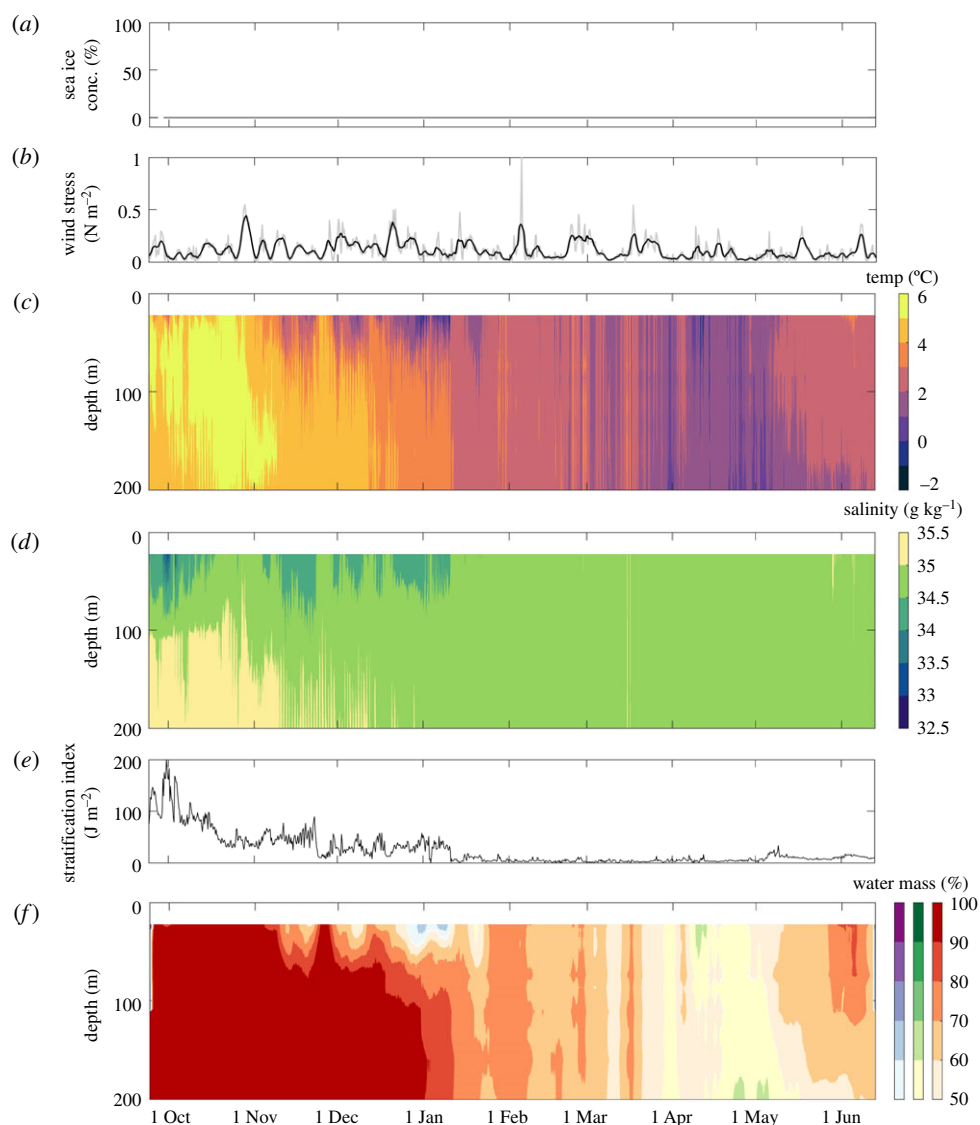 (a)
sea ice
conc. (%)
100
50
0
(b)
wind stress
(N m⁻²)
1
0.5
0
temp (ºC)
(c)
depth (m)
0
100
200
6
4
2
0
–2
salinity (g kg⁻¹)
(d)
depth (m)
0
100
200
35.5
35
34.5
34
33.5
33
32.5
(e)
stratification index
(J m⁻²)
200
100
0
water mass (%)
(f)
depth (m)
0
100
200
100
90
80
70
60
50
1 Oct 1 Nov 1 Dec 1 Jan 1 Feb 1 Mar 1 Apr 1 May 1 Jun